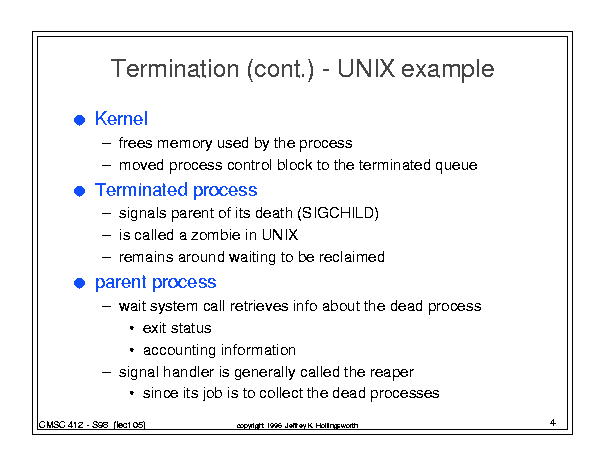 Termination (cont.) - UNIX example
● Kernel
– frees memory used by the process
– moved process control block to the terminated queue
● Terminated process
– signals parent of its death (SIGCHILD)
– is called a zombie in UNIX
– remains around waiting to be reclaimed
● parent process
– wait system call retrieves info about the dead process
• exit status
• accounting information
– signal handler is generally called the reaper
• since its job is to collect the dead processes
CMSC 412 - S98 (lect 05)
copyright 1996 Jeffrey K. Hollingsworth
4